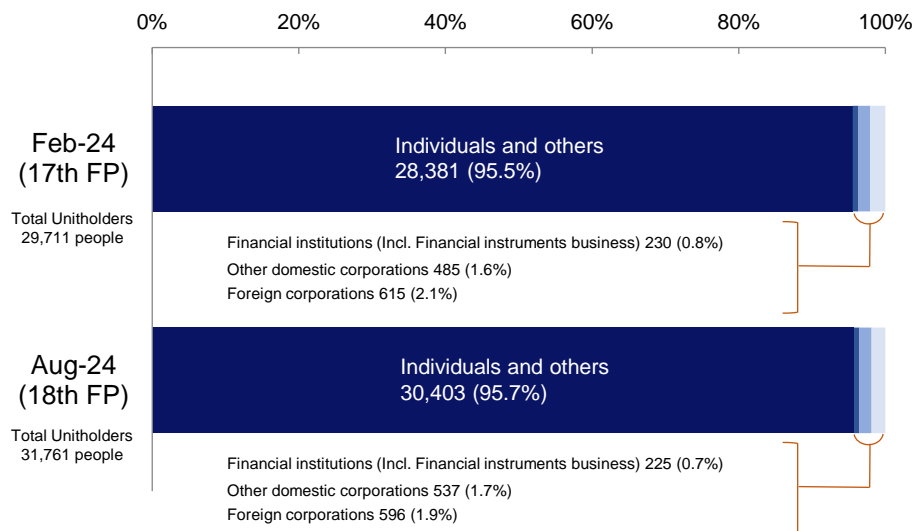 0%
20%
40%
60%
80%
100%
Feb-24
(17th FP)
Total Unitholders
29,711 people
Individuals and others
28,381 (95.5%)
Financial institutions (Incl. Financial instruments business) 230 (0.8%)
Other domestic corporations 485 (1.6%)
Foreign corporations 615 (2.1%)
Aug-24
(18th FP)
Total Unitholders
31,761 people
Individuals and others
30,403 (95.7%)
Financial institutions (Incl. Financial instruments business) 225 (0.7%)
Other domestic corporations 537 (1.7%)
Foreign corporations 596 (1.9%)